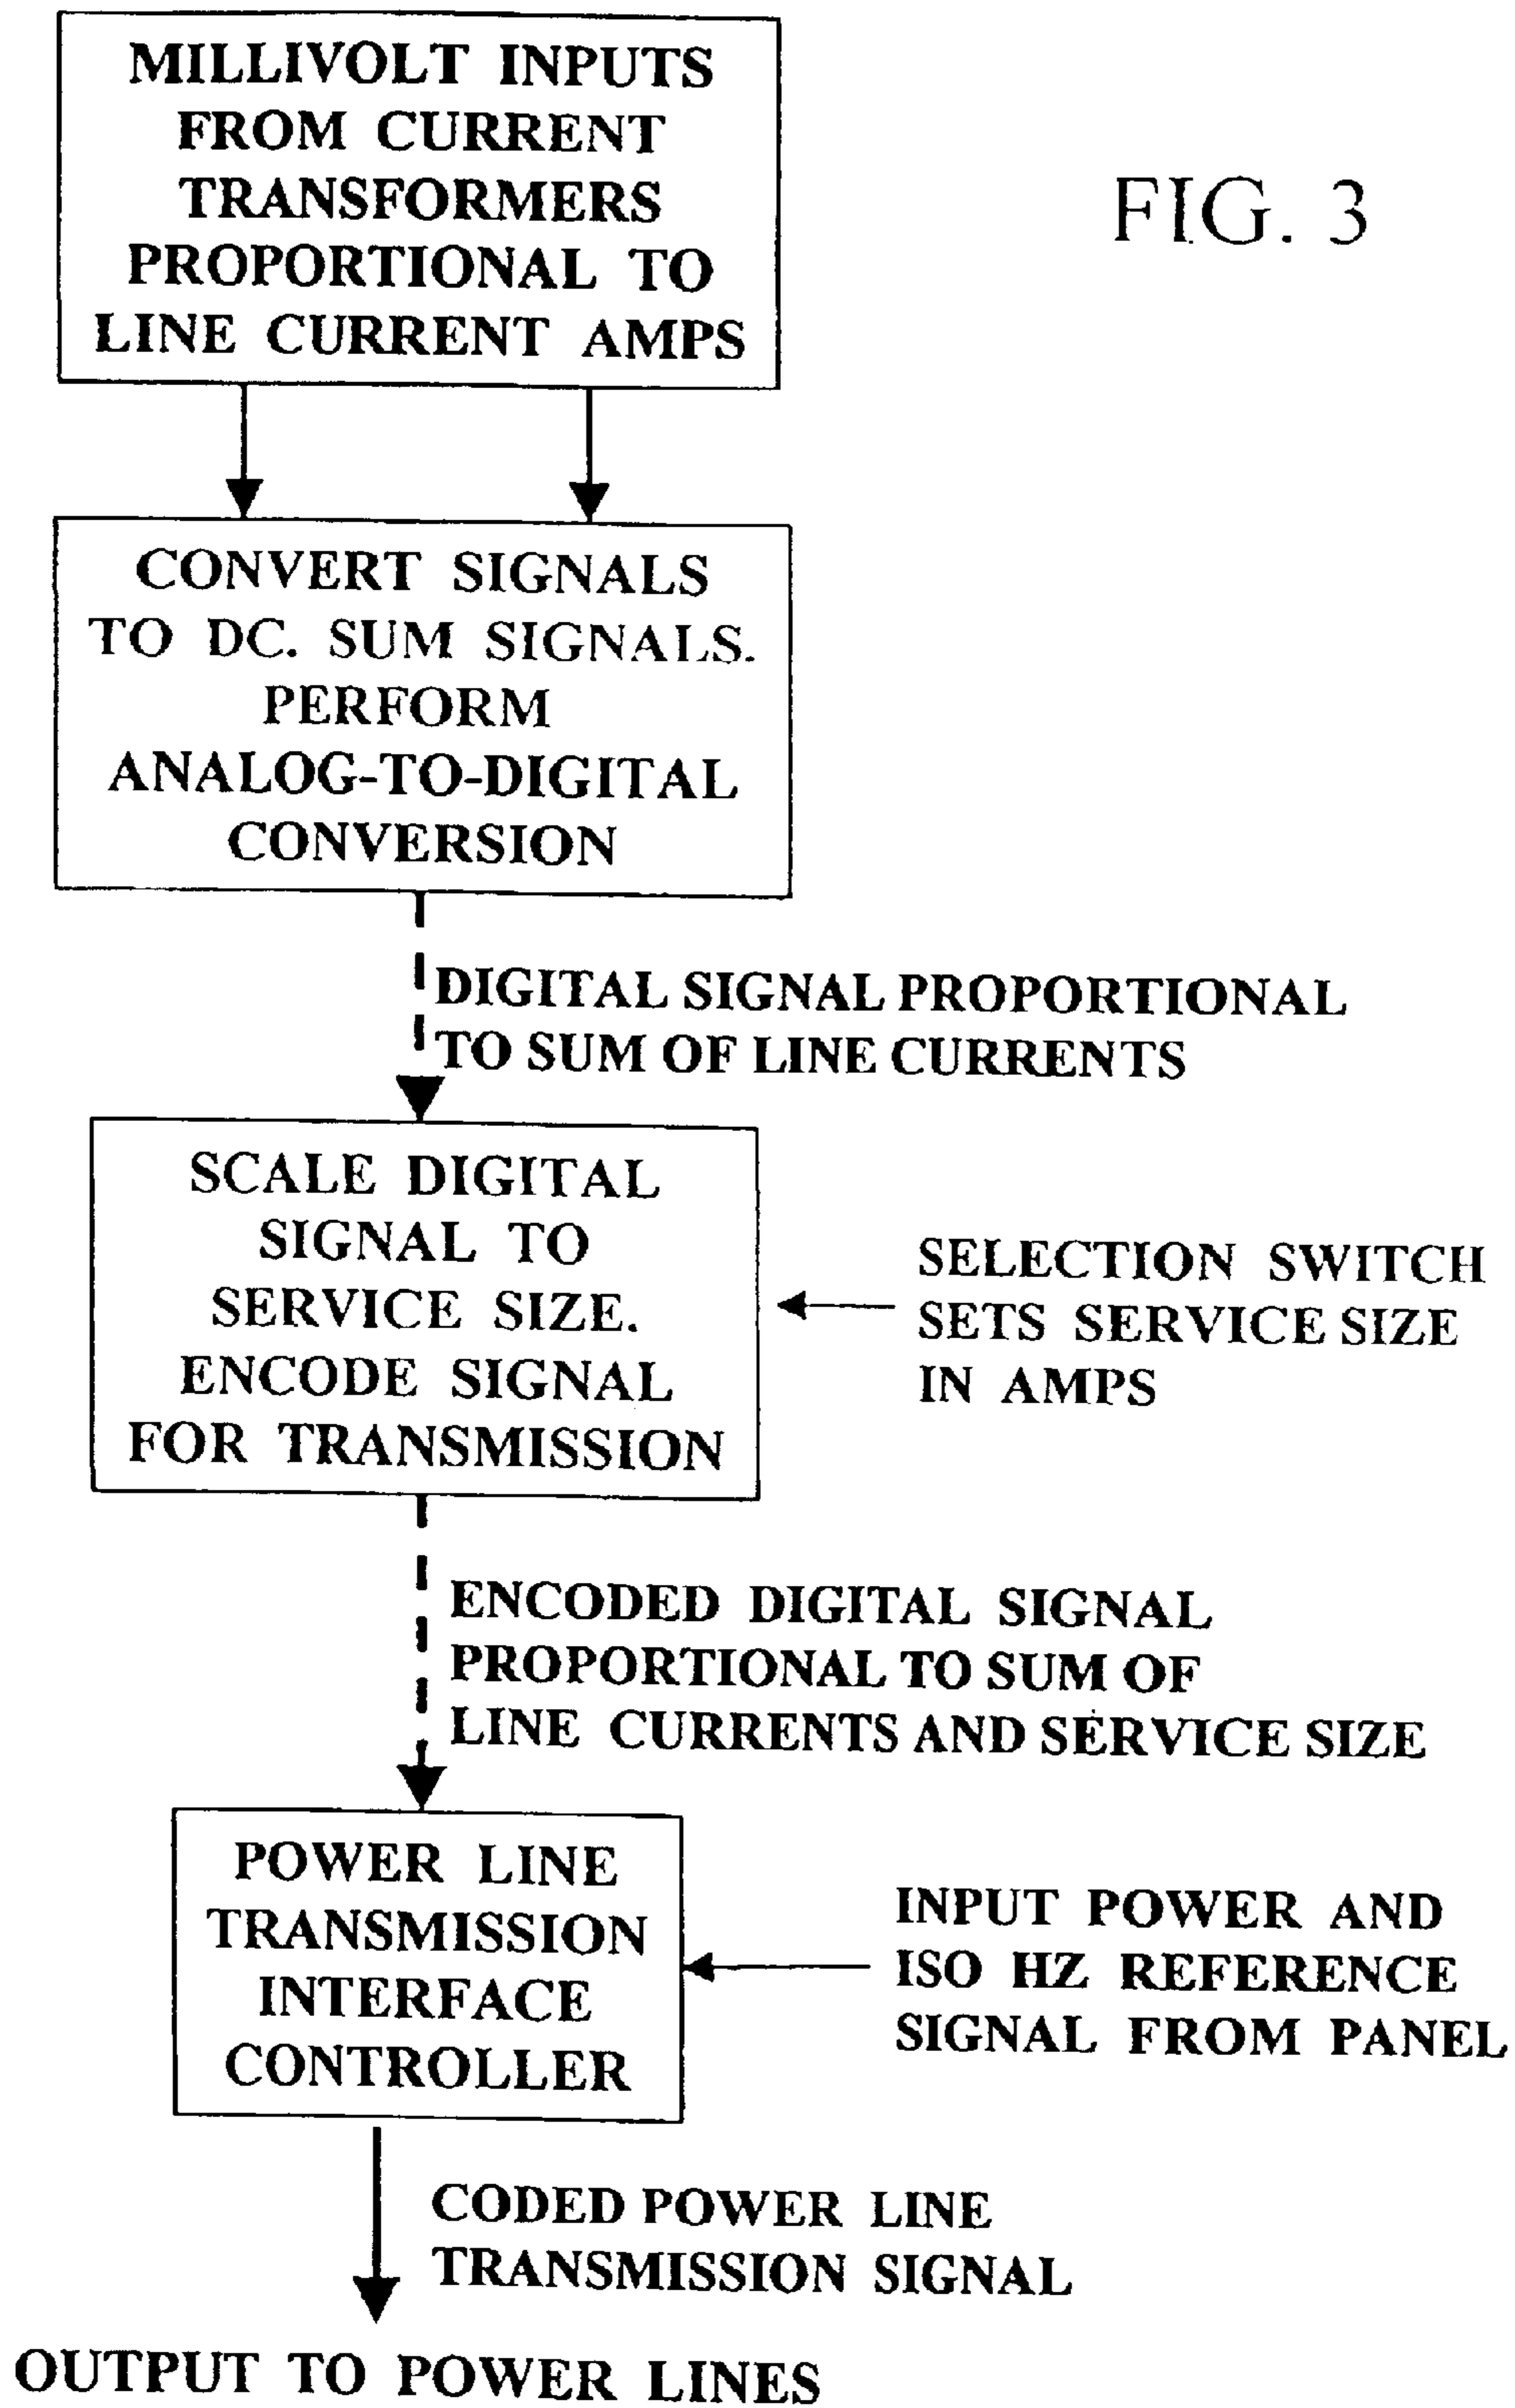 MILLIVOLT INPUTS
FROM CURRENT
TRANSFORMERS
PROPORTIONAL TO
LINE CURRENT AMPS
FIG. 3
CONVERT SIGNALS
TO DC. SUM SIGNALS.
PERFORM
ANALOG-TO-DIGITAL
CONVERSION
DIGITAL SIGNAL PROPORTIONAL
TO SUM OF LINE CURRENTS
SCALE DIGITAL
SIGNAL TO
SERVICE SIZE.
ENCODE SIGNAL
FOR TRANSMISSION
SELECTION SWITCH
SETS SERVICE SIZE
IN AMPS
ENCODED DIGITAL SIGNAL
PROPORTIONAL TO SUM OF
LINE CURRENTS AND SERVICE SIZE
POWER LINE
TRANSMISSION
INTERFACE
CONTROLLER
INPUT POWER AND
ISO HZ REFERENCE
SIGNAL FROM PANEL
CODED POWER LINE
TRANSMISSION SIGNAL
OUTPUT TO POWER LINES